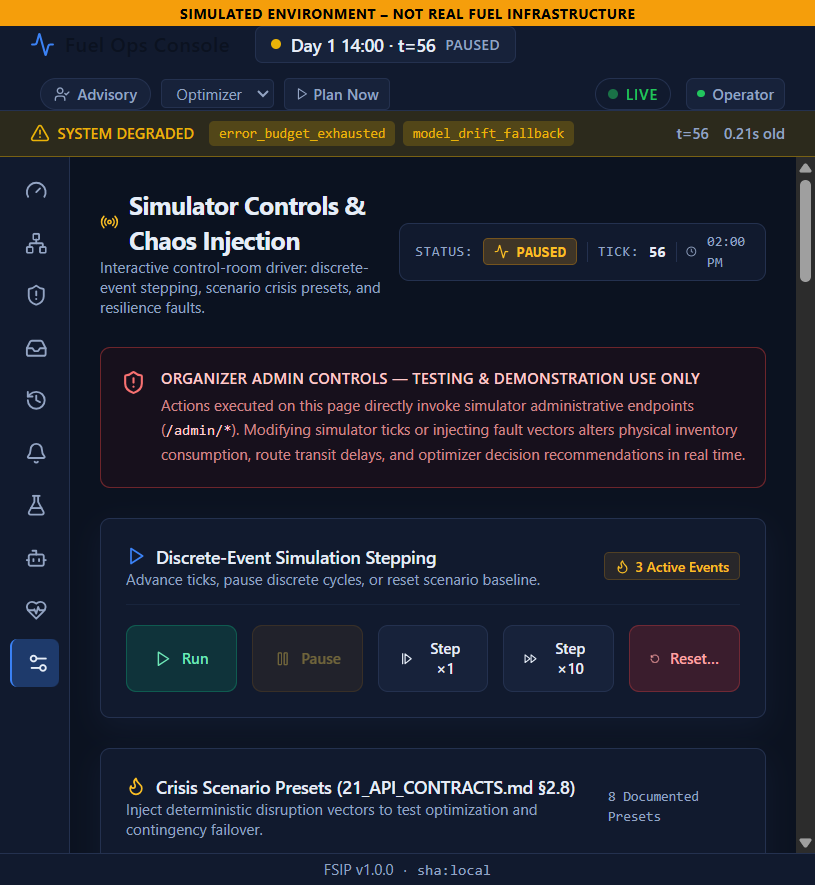 SIMULATED ENVIRONMENT – NOT REAL FUEL INFRASTRUCTURE
Fuel Ops Console
Day 1 14:00 · t=56 PAUSED
Advisory
Optimizer
Plan Now
LIVE
Operator
SYSTEM DEGRADED
error_budget_exhausted
model_drift_fallback
t=56
0.21s old
Simulator Controls &
Chaos Injection
Interactive control-room driver: discrete-
event stepping, scenario crisis presets, and
resilience faults.
STATUS:
PAUSED
TICK: 56
02:00
PM
ORGANIZER ADMIN CONTROLS — TESTING & DEMONSTRATION USE ONLY
Actions executed on this page directly invoke simulator administrative endpoints
(/admin/*). Modifying simulator ticks or injecting fault vectors alters physical inventory
consumption, route transit delays, and optimizer decision recommendations in real time.
Discrete-Event Simulation Stepping
Advance ticks, pause discrete cycles, or reset scenario baseline.
3 Active Events
Run
Pause
Step
×1
Step
×10
Reset...
Crisis Scenario Presets (21_API_CONTRACTS.md §2.8)
Inject deterministic disruption vectors to test optimization and
contingency failover.
8 Documented
Presets
FSIP v1.0.0 · sha:local